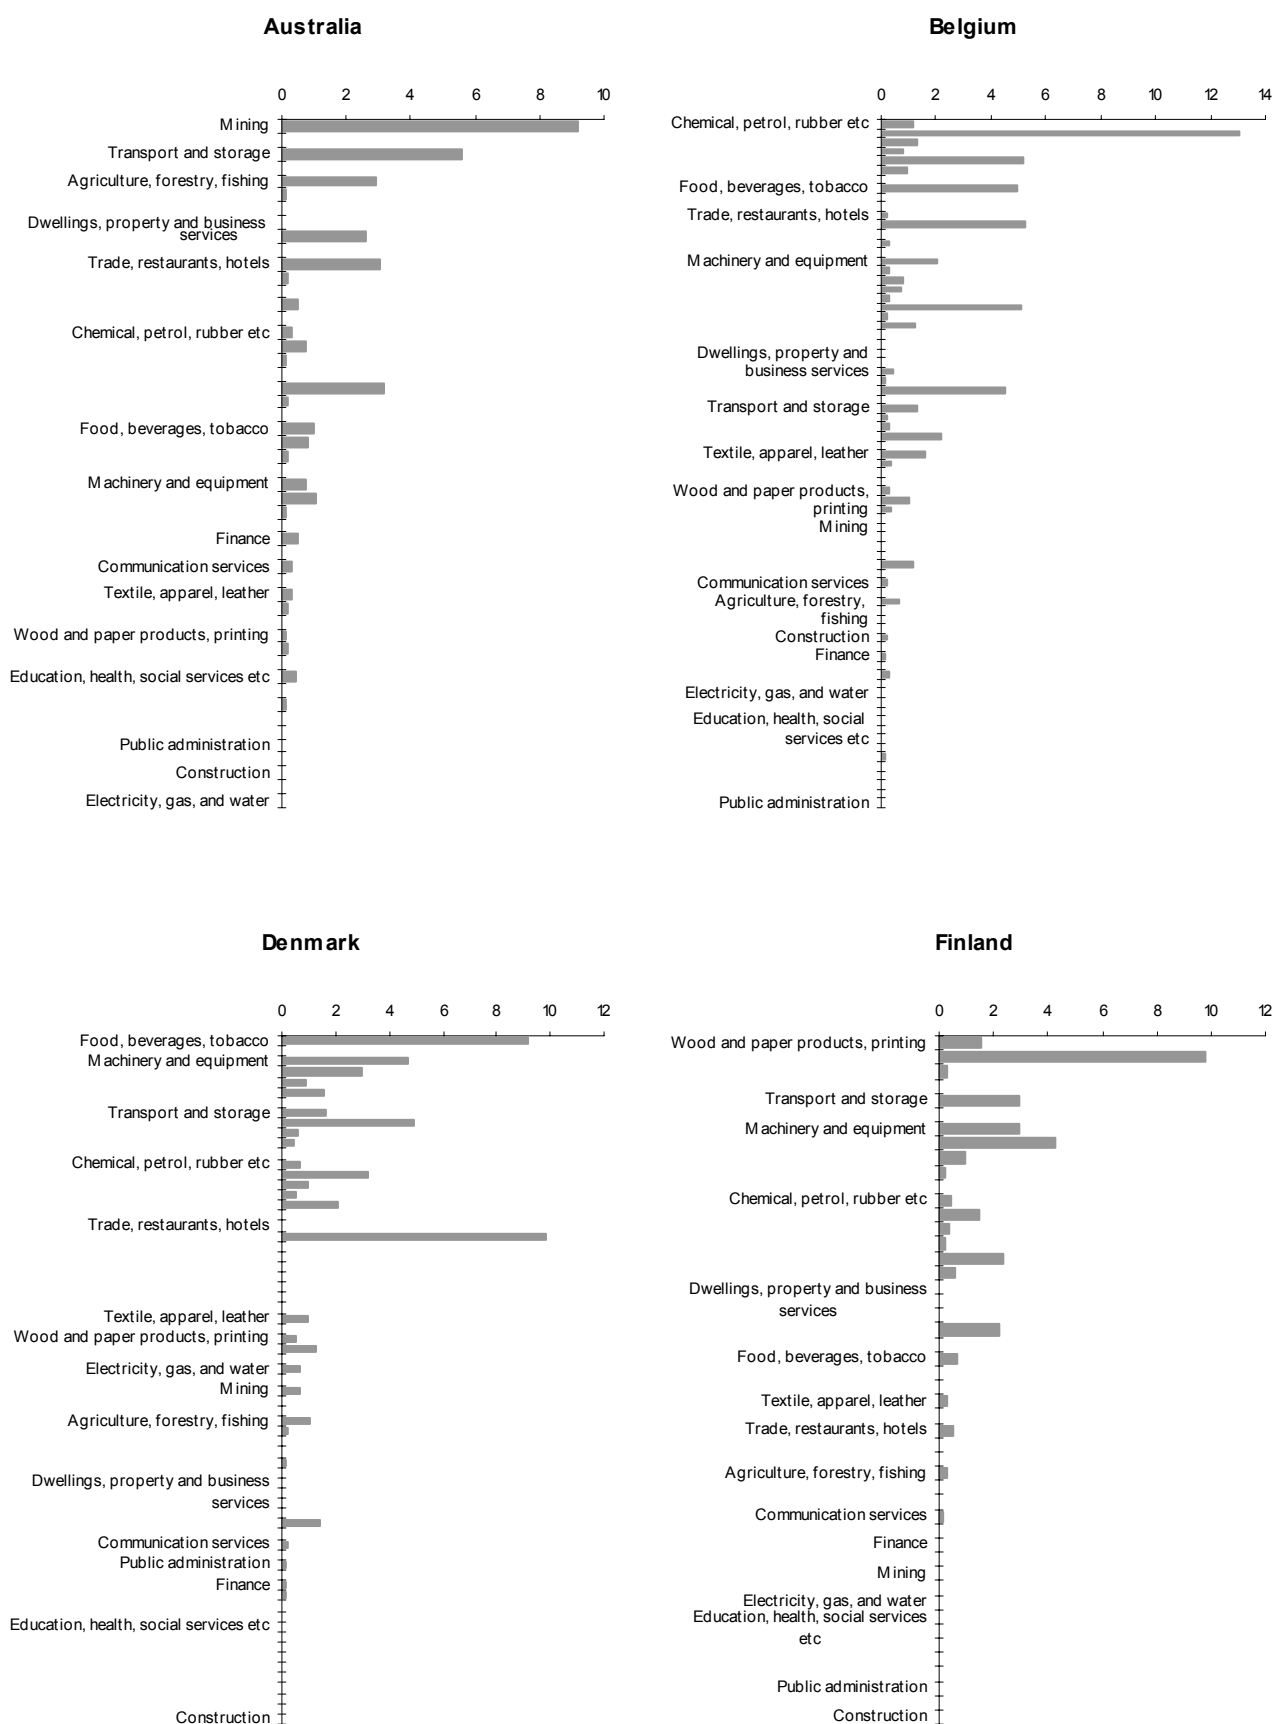 Australia
0 2 4 6 8 10
Mining
Transport and storage
Agriculture, forestry, fishing
Dwellings, property and business
services
Trade, restaurants, hotels
Chemical, petrol, rubber etc
Food, beverages, tobacco
Machinery and equipment
Finance
Communication services
Textile, apparel, leather
Wood and paper products, printing
Education, health, social services etc
Public administration
Construction
Electricity, gas, and water
Belgium
0 2 4 6 8 10 12 14
Chemical, petrol, rubber etc
Food, beverages, tobacco
Trade, restaurants, hotels
Machinery and equipment
Dwellings, property and
business services
Transport and storage
Textile, apparel, leather
Wood and paper products,
printing
Mining
Communication services
Agriculture, forestry,
fishing
Construction
Finance
Electricity, gas, and water
Education, health, social
services etc
Public administration
Denmark
0 2 4 6 8 10 12
Food, beverages, tobacco
Machinery and equipment
Transport and storage
Chemical, petrol, rubber etc
Trade, restaurants, hotels
Textile, apparel, leather
Wood and paper products, printing
Electricity, gas, and water
Mining
Agriculture, forestry, fishing
Dwellings, property and business
services
Communication services
Public administration
Finance
Education, health, social services etc
Construction
Finland
0 2 4 6 8 10 12
Wood and paper products, printing
Transport and storage
Machinery and equipment
Chemical, petrol, rubber etc
Dwellings, property and business
services
Food, beverages, tobacco
Textile, apparel, leather
Trade, restaurants, hotels
Agriculture, forestry, fishing
Communication services
Finance
Mining
Electricity, gas, and water
Education, health, social services
etc
Public administration
Construction